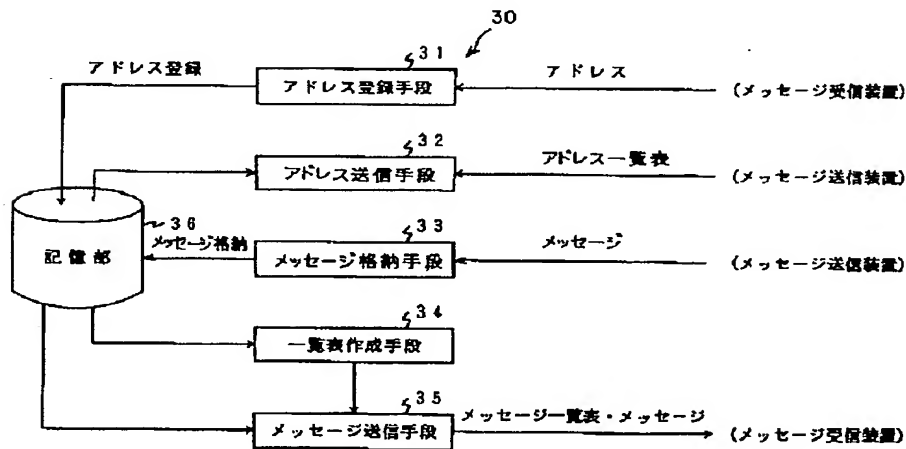 30
31
アドレス登録
アドレス登録手段
アドレス
(メッセージ受信装置)
32
アドレス送信手段
アドレス一覧表
(メッセージ送信装置)
36
記憶部
33
メッセージ格納
メッセージ格納手段
メッセージ
(メッセージ送信装置)
34
一覧表作成手段
35
メッセージ送信手段
メッセージ一覧表・メッセージ
(メッセージ受信装置)